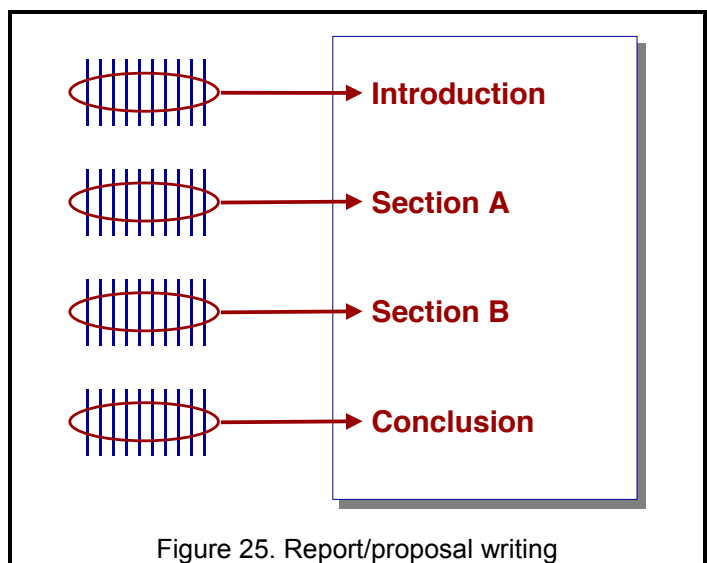 Introduction
Section A
Section B
Conclusion
Figure 25. Report/proposal writing